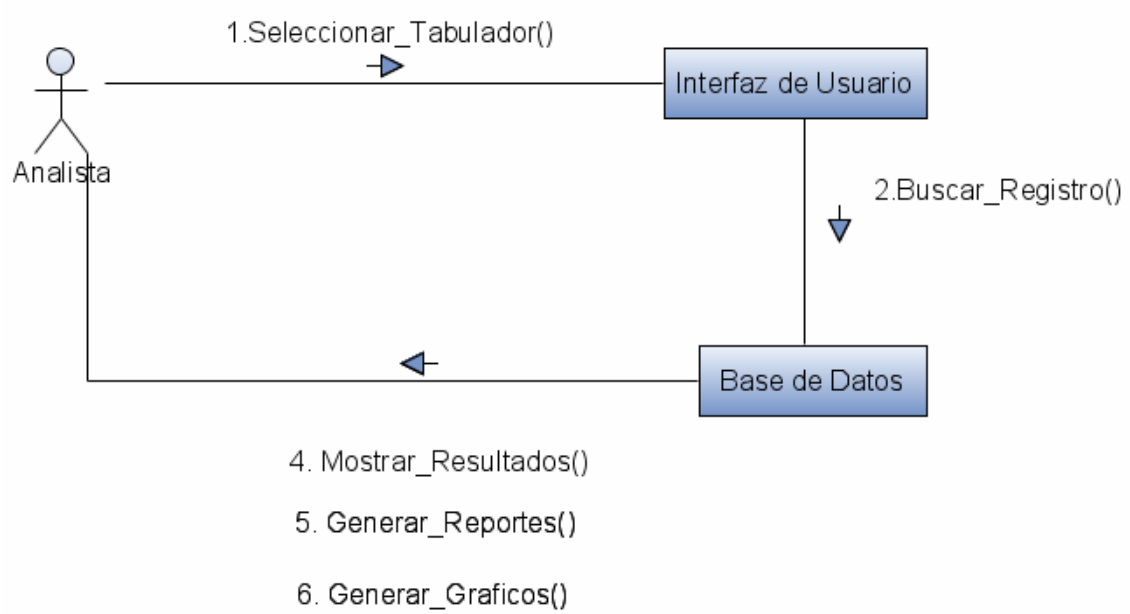 1.Seleccionar_Tabulador()
Interfaz de Usuario
Analista
2.Buscar_Registro()
Base de Datos
4. Mostrar_Resultados()
5. Generar_Reportes()
6. Generar_Graficos()